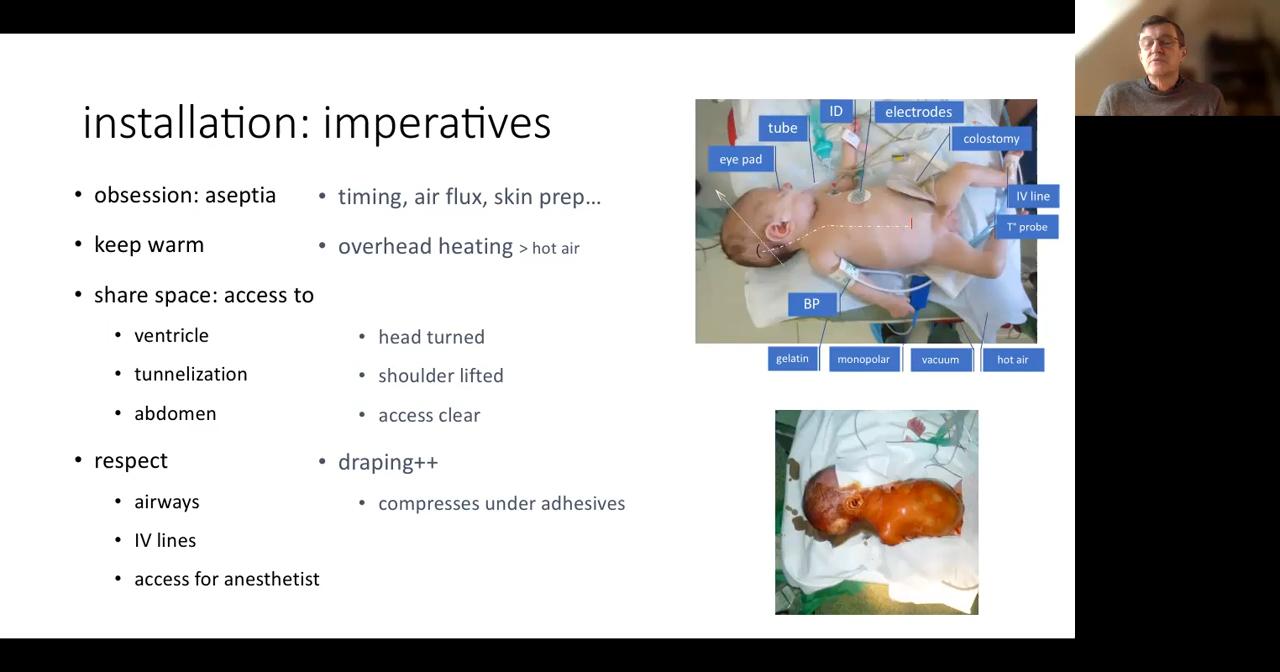 installation: imperatives
• obsession: aseptia
• timing, air flux, skin prep...
• keep warm
• overhead heating > hot air
• share space: access to
• ventricle
• head turned
• tunnelization
• shoulder lifted
• abdomen
• access clear
• respect
• draping++
• airways
• compresses under adhesives
• IV lines
• access for anesthetist
ID
electrodes
tube
colostomy
eye pad
IV line
T° probe
BP
gelatin
monopolar
vacuum
hot air